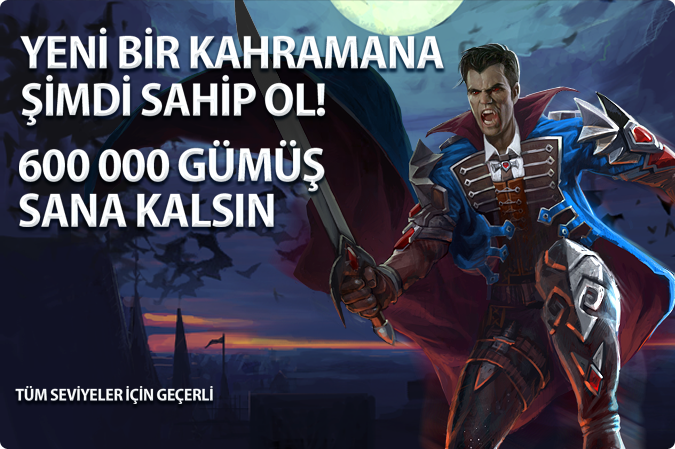 YENİ BİR KAHRAMANA
ŞİMDİ SAHİP OL!
600 000 GÜMÜŞ
SANA KALSIN
TÜM SEVİYELER İÇİN GEÇERLİ